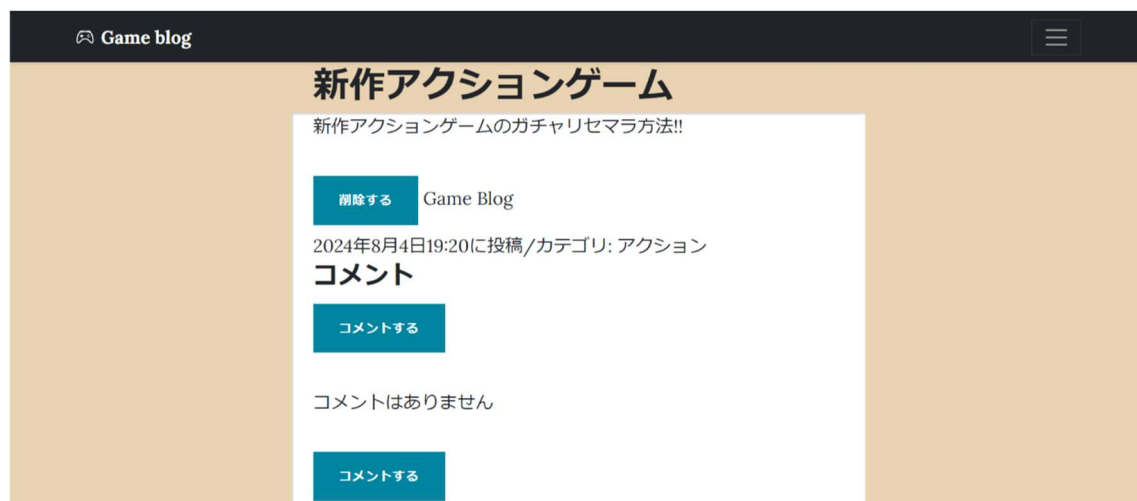 Game blog
新作アクションゲーム
新作アクションゲームのガチャリセマラ方法!!
削除する Game Blog
2024年8月4日19:20に投稿/カテゴリ: アクション
コメント
コメントする
コメントはありません
コメントする